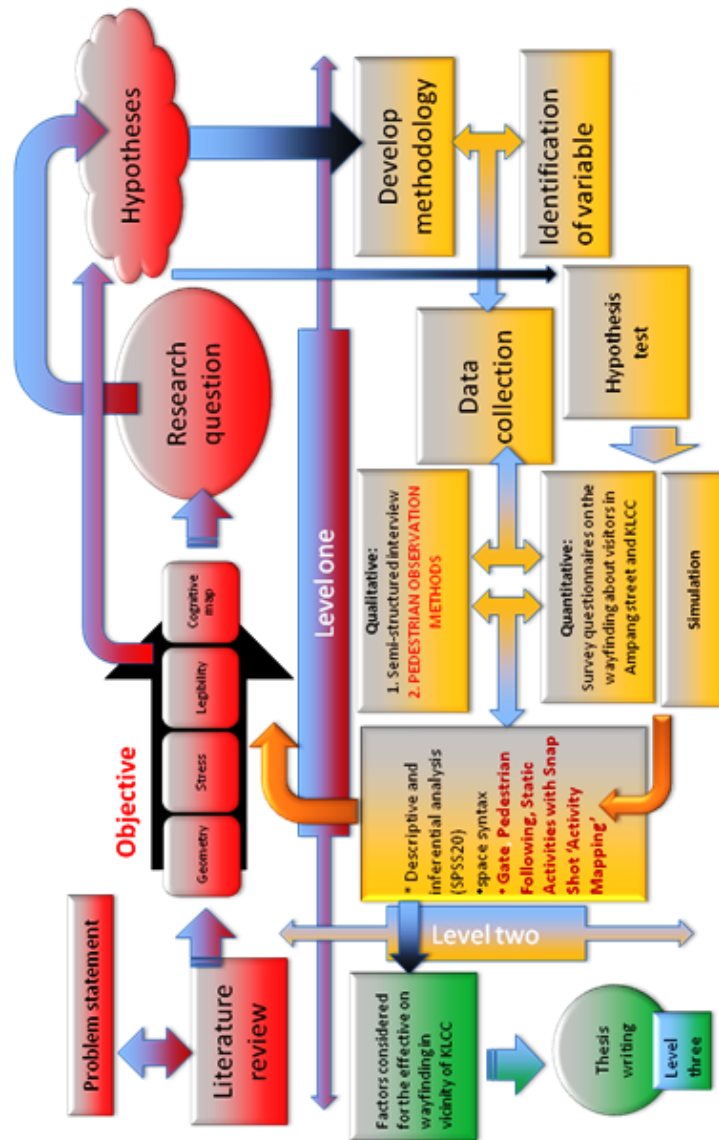 Problem statement
Literature
review
Objective
Geometry
Stress
Legibility
Cognitive
map
Research
question
Hypotheses
Level one
Develop
methodology
Identification
of variable
Data
collection
Hypothesis
test
Qualitative:
1. Semi-structured interview
2. PEDESTRIAN OBSERVATION
METHODS
Quantitative:
Survey questionnaires on the
wayfinding about visitors in
Ampang street and KLCC
Simulation
* Descriptive and
inferential analysis
(SPSS20)
•space syntax
• Gate, Pedestrian
Following, Static
Activities with Snap
Shot 'Activity
Mapping'
Level two
Factors considered
for the effective on
wayfinding in
vicinity of KLCC
Thesis
writing
Level
three